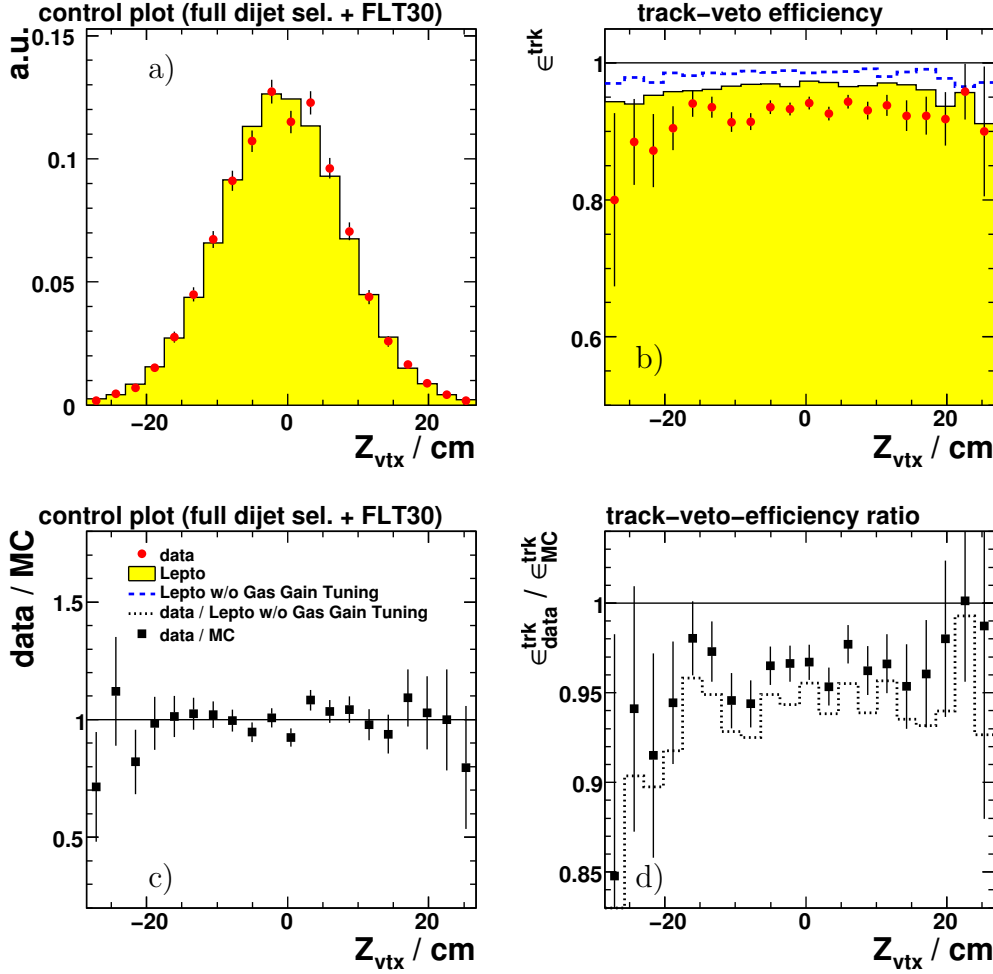 control plot (full dijet sel. + FLT30)
a.u.
0.15
0.1
0.05
0
a)
−20
0
20
Z_vtx / cm
track−veto efficiency
∈^trk
1
0.8
0.6
b)
−20
0
20
Z_vtx / cm
control plot (full dijet sel. + FLT30)
data / MC
1.5
1
0.5
data
Lepto
Lepto w/o Gas Gain Tuning
data / Lepto w/o Gas Gain Tuning
data / MC
c)
−20
0
20
Z_vtx / cm
track−veto−efficiency ratio
∈^trk_data / ∈^trk_MC
1
0.95
0.9
0.85
d)
−20
0
20
Z_vtx / cm